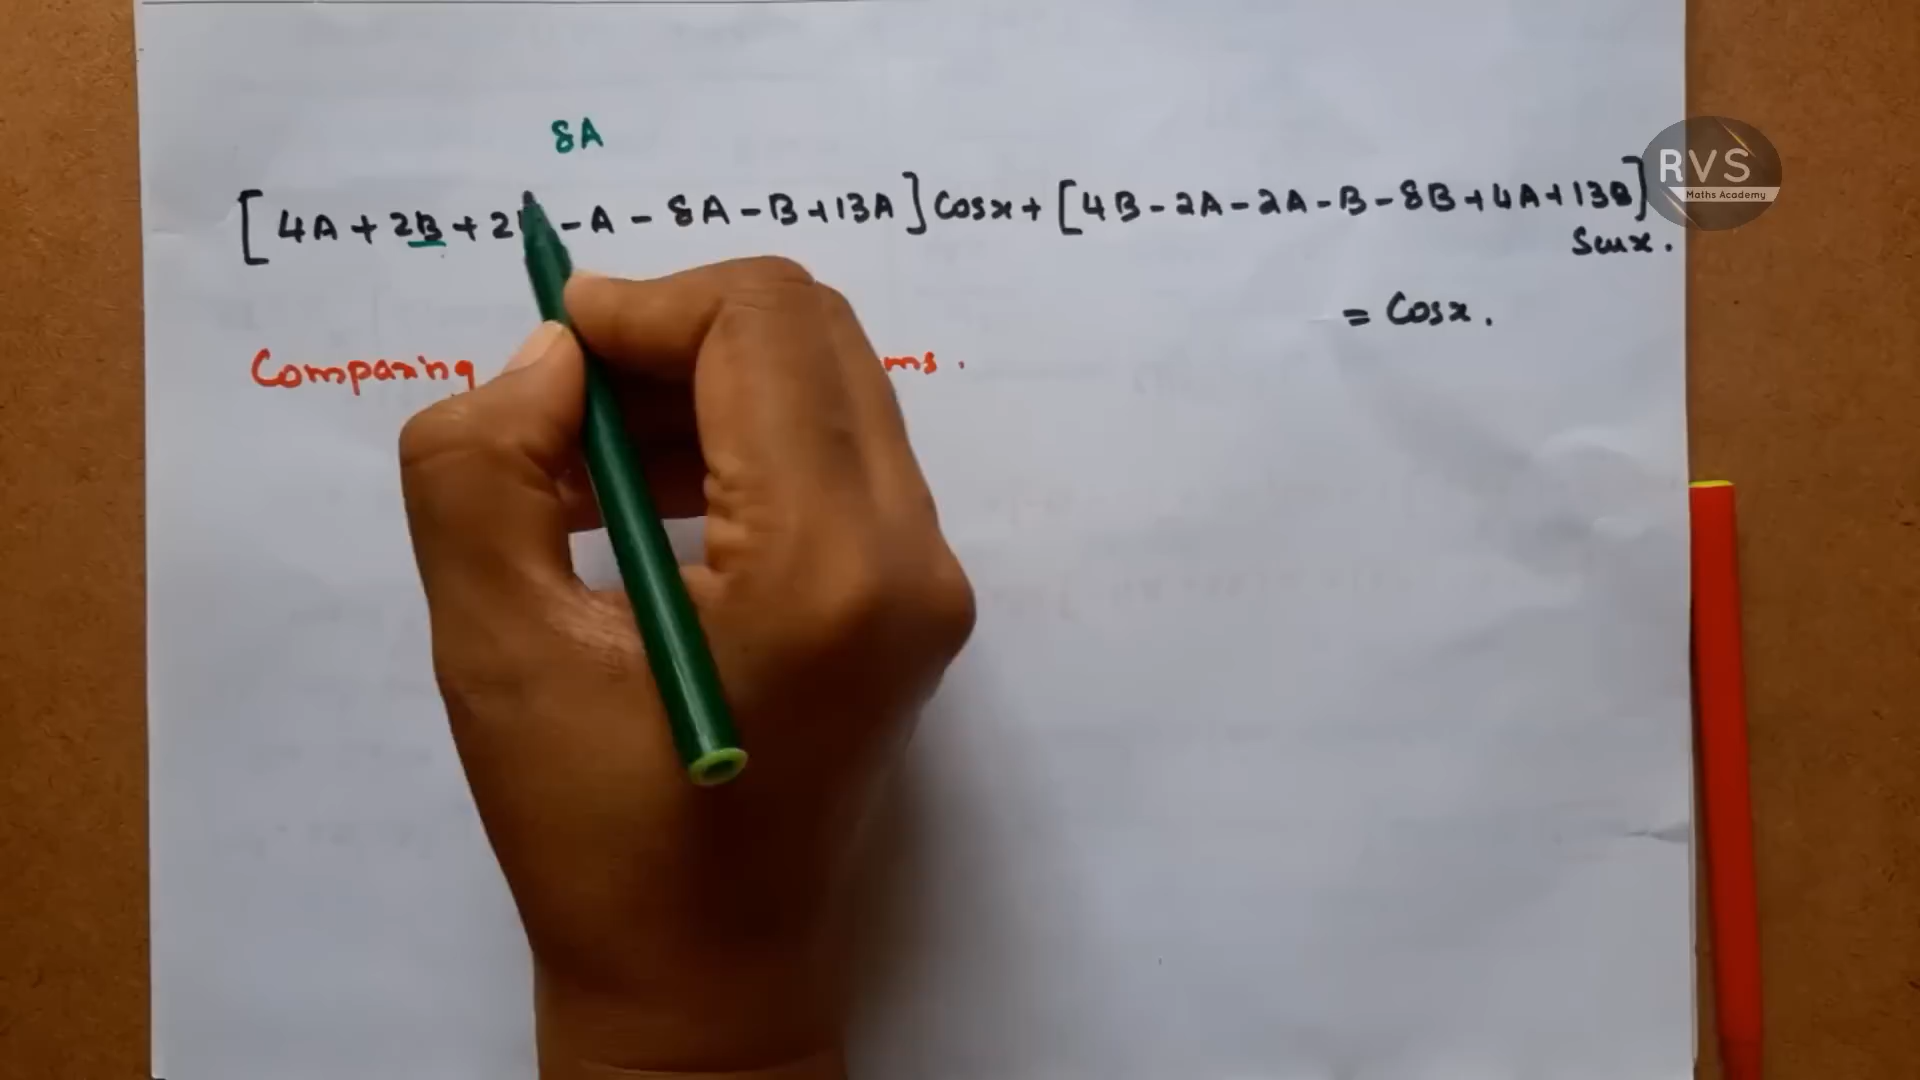 8A
[4A + 2B + 2 - A - 8A - B + 13A] Cosx + [4B - 2A - 2A - B - 8B + 4A + 13B]
Sinx.
= Cosx.
Comparing
RVS
Maths Academy